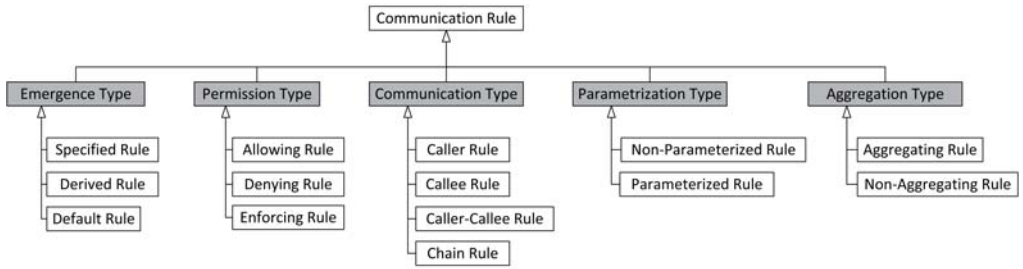 Communication Rule
Emergence Type
Permission Type
Communication Type
Parametrization Type
Aggregation Type
Specified Rule
Allowing Rule
Caller Rule
Non-Parameterized Rule
Aggregating Rule
Derived Rule
Denying Rule
Callee Rule
Parameterized Rule
Non-Aggregating Rule
Default Rule
Enforcing Rule
Caller-Callee Rule
Chain Rule